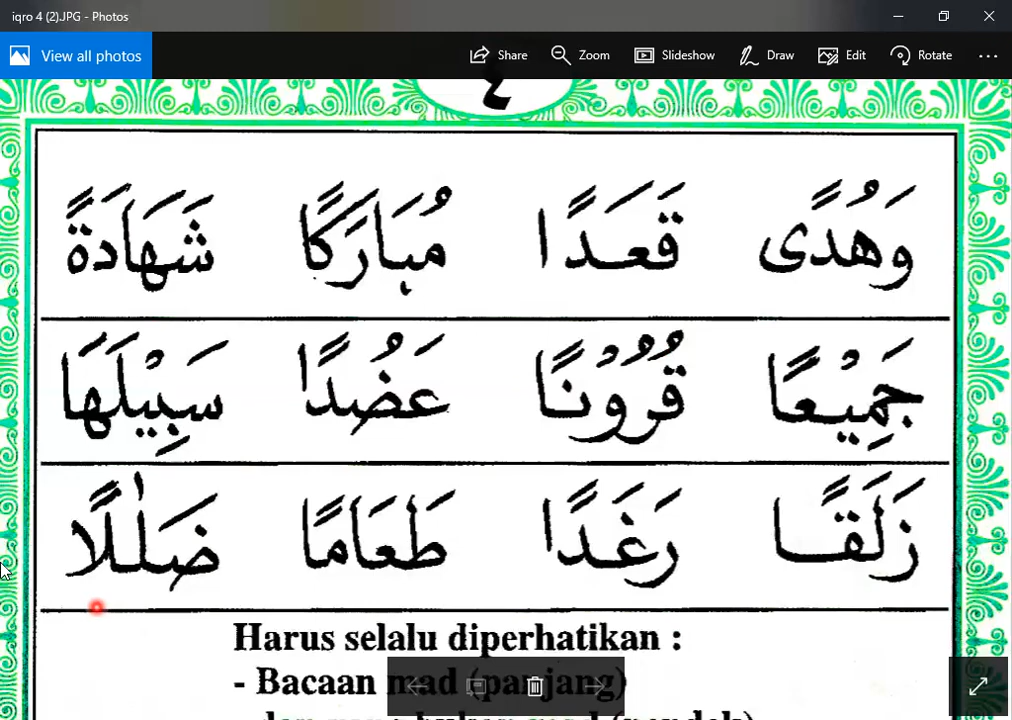 iqro 4 (2).JPG - Photos
View all photos Share Zoom Slideshow Draw Edit Rotate
٤
وَهُدًى قَعَدًا مُبَارَكًا شَهَادَةً
جَمِيْعًا قُرُوْنًا عَضُدًا سَبِيْلَهَا
زَلَقًا رَغَدًا طَعَامًا ضَلٰلًا
Harus selalu diperhatikan :
- Bacaan mad (panjang)